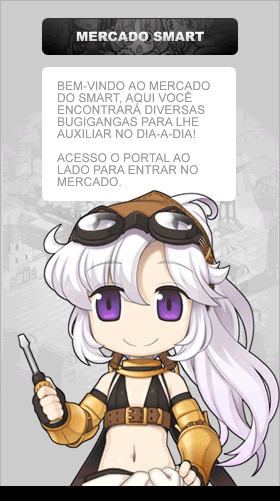 MERCADO SMART
BEM-VINDO AO MERCADO
DO SMART, AQUI VOCÊ
ENCONTRARÁ DIVERSAS
BUGIGANGAS PARA LHE
AUXILIAR NO DIA-A-DIA!
ACESSO O PORTAL AO
LADO PARA ENTRAR NO
MERCADO.